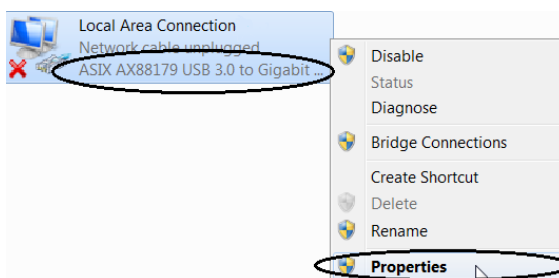 Local Area Connection
Network cable unplugged
ASIX AX88179 USB 3.0 to Gigabit ...
Disable
Status
Diagnose
Bridge Connections
Create Shortcut
Delete
Rename
Properties